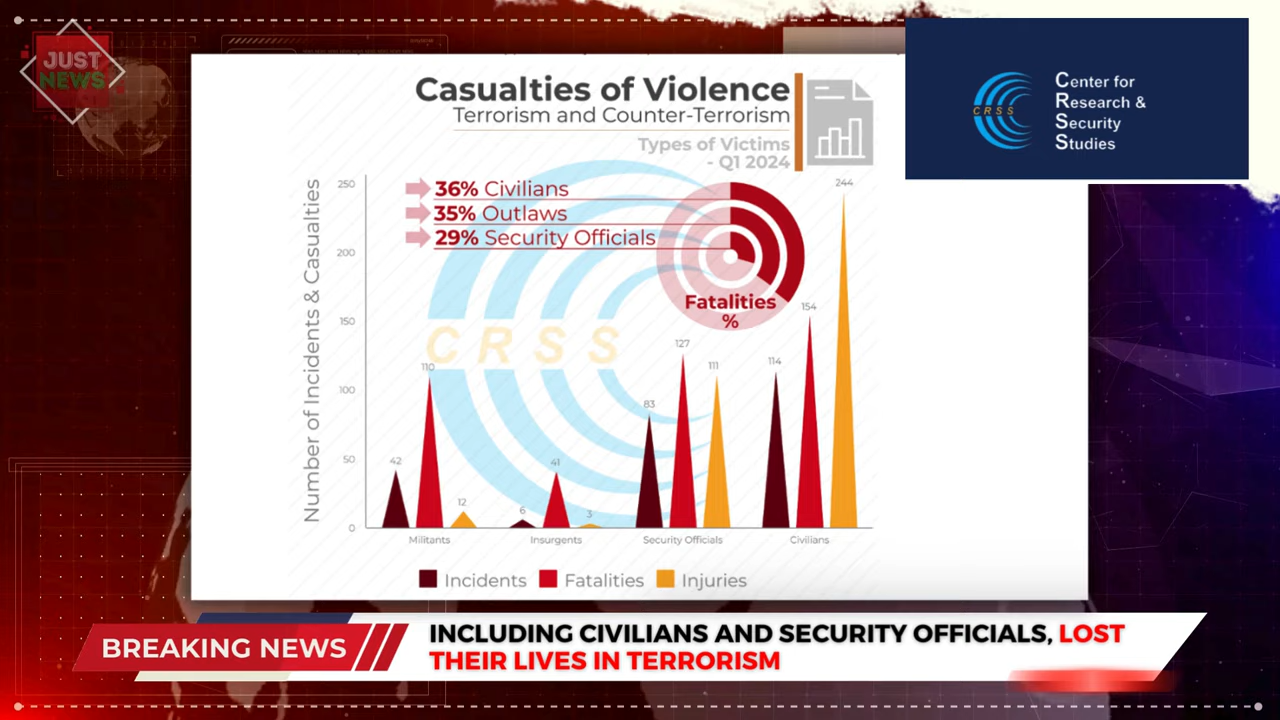 JUST
NEWS
Center for
Research &
Security
Studies
CRSS
Casualties of Violence
Terrorism and Counter-Terrorism
Types of Victims
- Q1 2024
36% Civilians
35% Outlaws
29% Security Officials
Fatalities
%
CRSS
Number of Incidents & Casualties
250
200
150
100
50
0
42
110
12
6
41
3
83
127
111
114
154
244
Militants
Insurgents
Security Officials
Civilians
Incidents
Fatalities
Injuries
BREAKING NEWS
INCLUDING CIVILIANS AND SECURITY OFFICIALS, LOST
THEIR LIVES IN TERRORISM